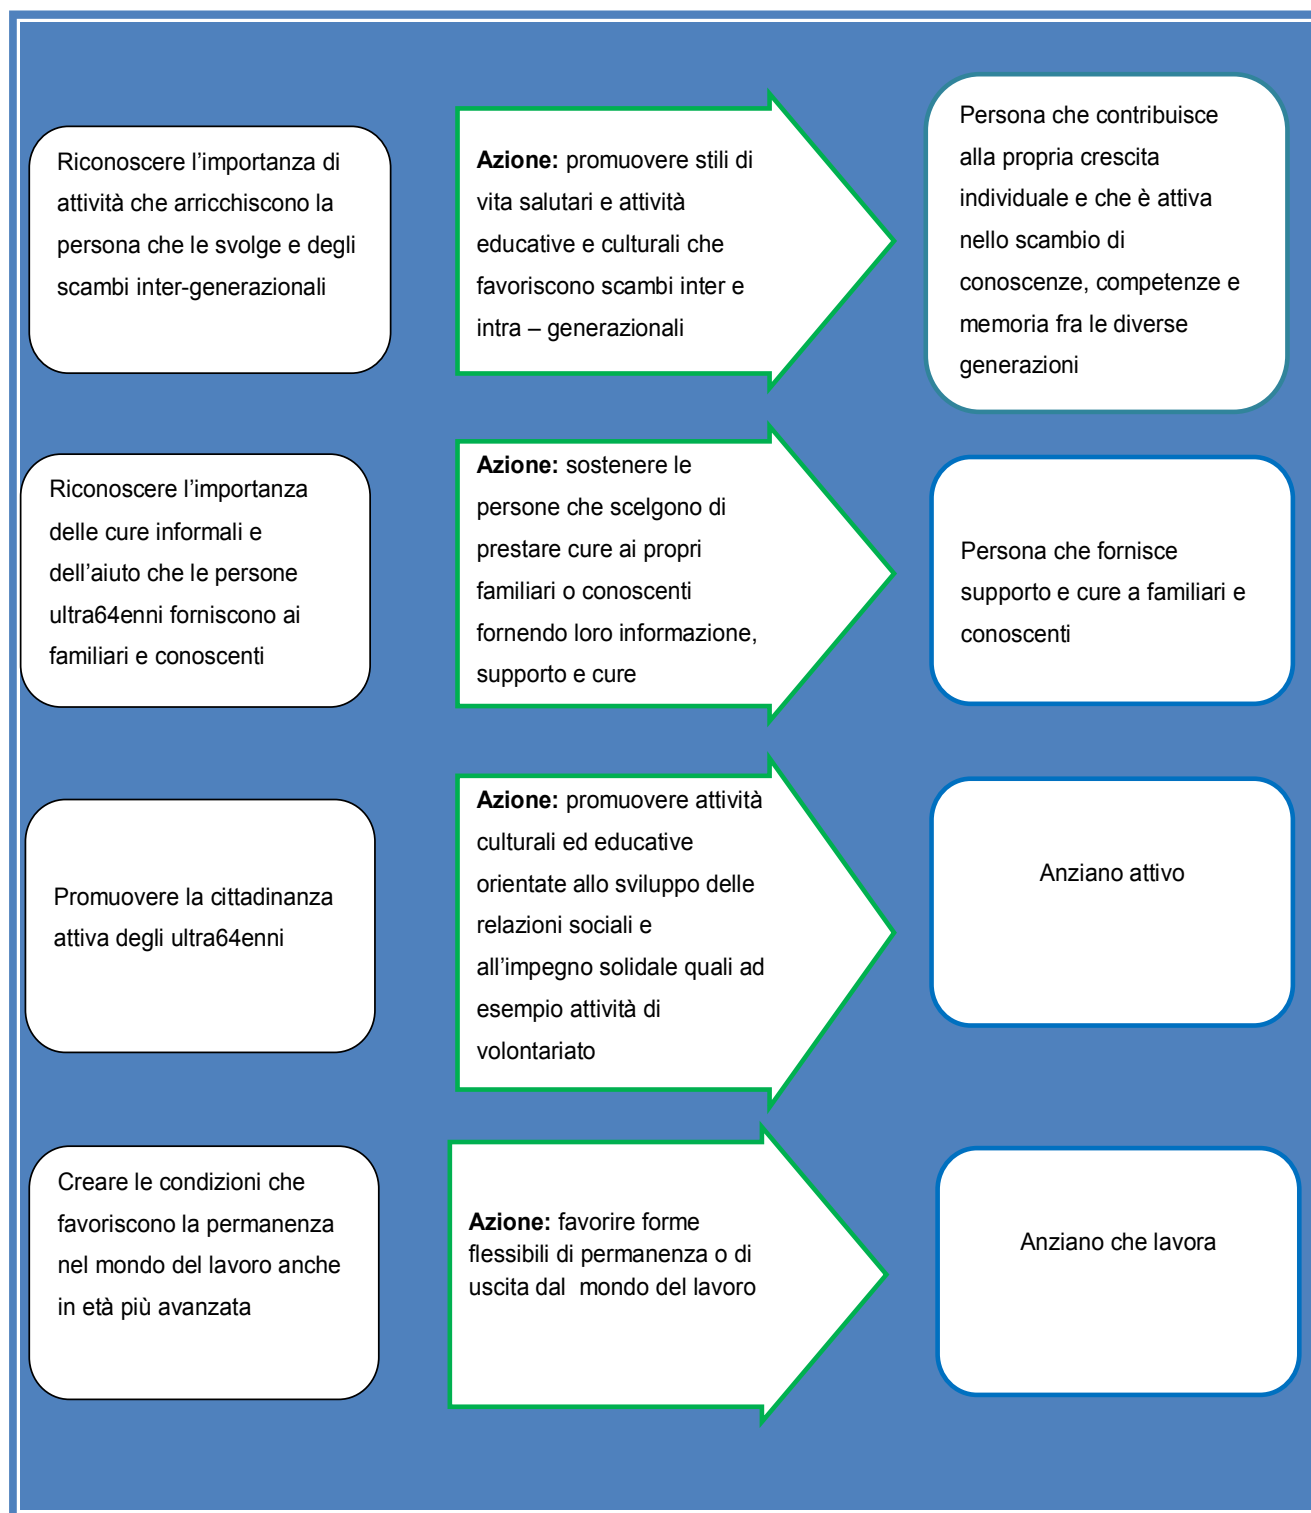 Riconoscere l’importanza di
attività che arricchiscono la
persona che le svolge e degli
scambi inter-generazionali
Azione: promuovere stili di
vita salutari e attività
educative e culturali che
favoriscono scambi inter e
intra – generazionali
Persona che contribuisce
alla propria crescita
individuale e che è attiva
nello scambio di
conoscenze, competenze e
memoria fra le diverse
generazioni
Riconoscere l’importanza
delle cure informali e
dell’aiuto che le persone
ultra64enni forniscono ai
familiari e conoscenti
Azione: sostenere le
persone che scelgono di
prestare cure ai propri
familiari o conoscenti
fornendo loro informazione,
supporto e cure
Persona che fornisce
supporto e cure a familiari e
conoscenti
Promuovere la cittadinanza
attiva degli ultra64enni
Azione: promuovere attività
culturali ed educative
orientate allo sviluppo delle
relazioni sociali e
all’impegno solidale quali ad
esempio attività di
volontariato
Anziano attivo
Creare le condizioni che
favoriscono la permanenza
nel mondo del lavoro anche
in età più avanzata
Azione: favorire forme
flessibili di permanenza o di
uscita dal  mondo del lavoro
Anziano che lavora